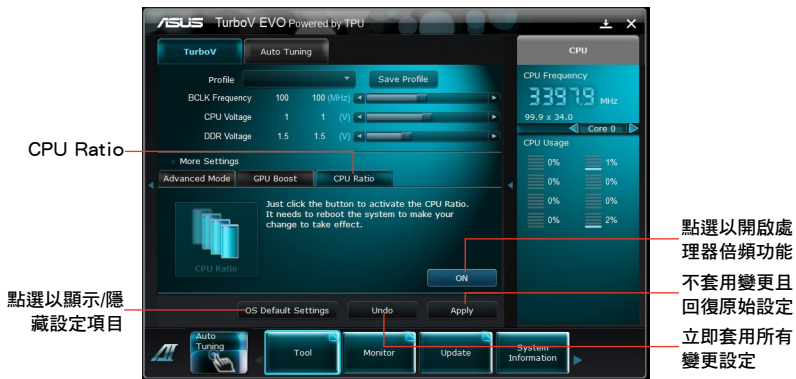 ASUS TurboV EVO Powered by TPU
TurboV
Auto Tuning
Profile
Save Profile
BCLK Frequency 100 100 (MHz)
CPU Voltage 1 1 (V)
DDR Voltage 1.5 1.5 (V)
More Settings
Advanced Mode
GPU Boost
CPU Ratio
Just click the button to activate the CPU Ratio.
It needs to reboot the system to make your
change to take effect.
CPU Ratio
ON
OS Default Settings
Undo
Apply
Auto
Tuning
Tool
Monitor
Update
System
Information
CPU
CPU Frequency
3397.9 MHz
99.9 x 34.0
Core 0
CPU Usage
0% 1%
0% 0%
0% 0%
0% 2%
CPU Ratio
點選以顯示/隱
藏設定項目
點選以開啟處
理器倍頻功能
不套用變更且
回復原始設定
立即套用所有
變更設定